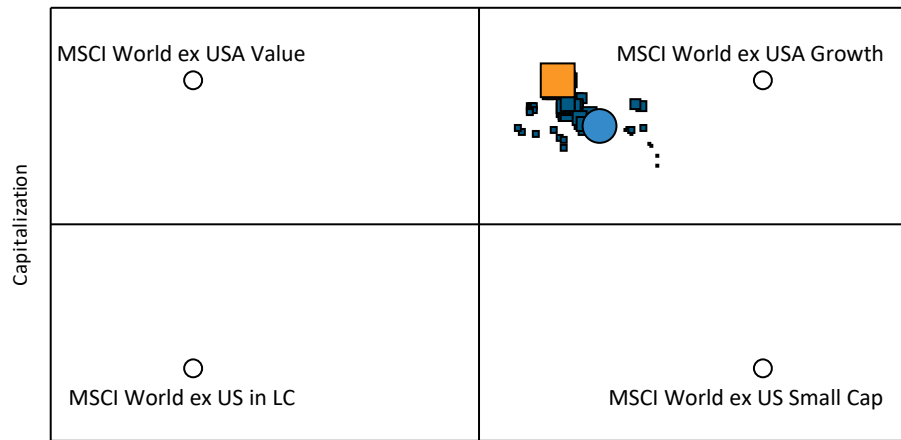 MSCI World ex USA Value
MSCI World ex USA Growth
Capitalization
MSCI World ex US in LC
MSCI World ex US Small Cap